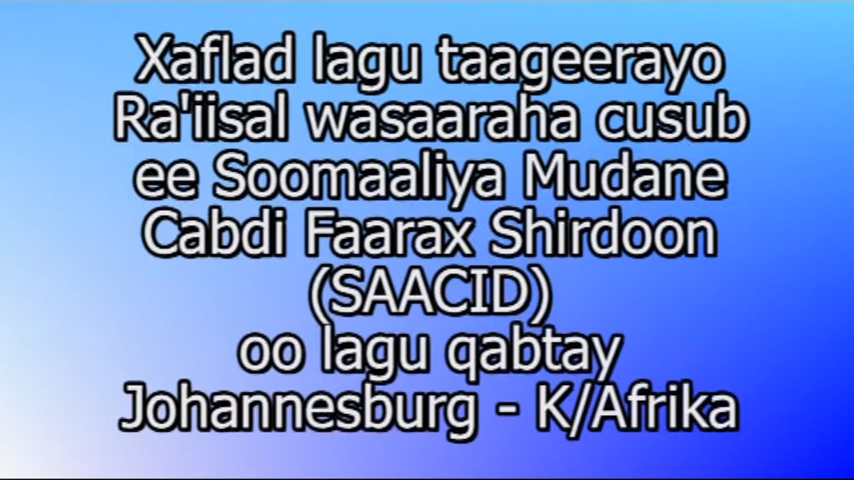 Xaflad lagu taageerayo
Ra'iisal wasaaraha cusub
ee Soomaaliya Mudane
Cabdi Faarax Shirdoon
(SAACID)
oo lagu qabtay
Johannesburg - K/Afrika